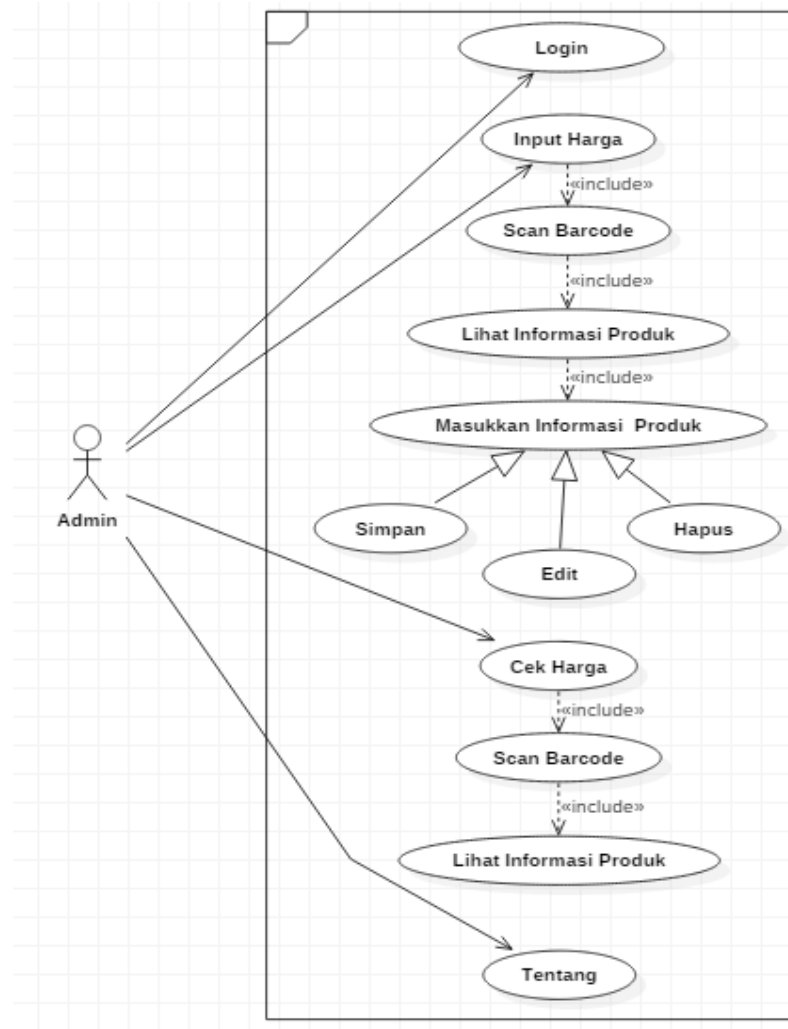 Login
Input Harga
«include»
Scan Barcode
«include»
Lihat Informasi Produk
«include»
Masukkan Informasi Produk
Simpan
Hapus
Edit
Admin
Cek Harga
«include»
Scan Barcode
«include»
Lihat Informasi Produk
Tentang